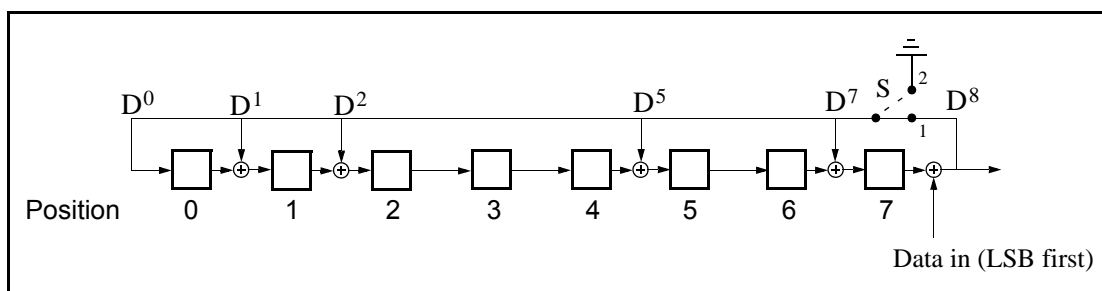 2
S
D0 D1 D2 D5 D7 D8
1
Position 0 1 2 3 4 5 6 7
Data in (LSB first)